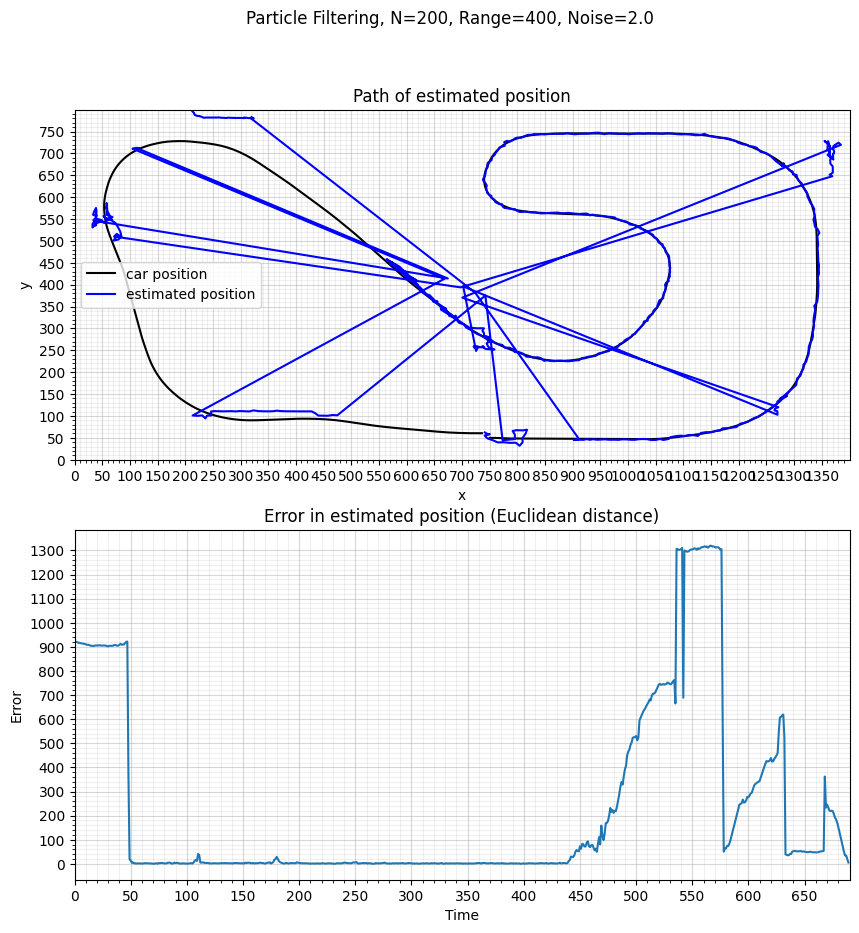 Particle Filtering, N=200, Range=400, Noise=2.0
Path of estimated position
750
700
650
600
550
500
450
400
350
300
250
200
150
100
50
0
y
car position
estimated position
0 50 100 150 200 250 300 350 400 450 500 550 600 650 700 750 800 850 900 950 1000 1050 1100 1150 1200 1250 1300 1350
x
Error in estimated position (Euclidean distance)
1300
1200
1100
1000
900
800
700
600
500
400
300
200
100
0
Error
0 50 100 150 200 250 300 350 400 450 500 550 600 650
Time